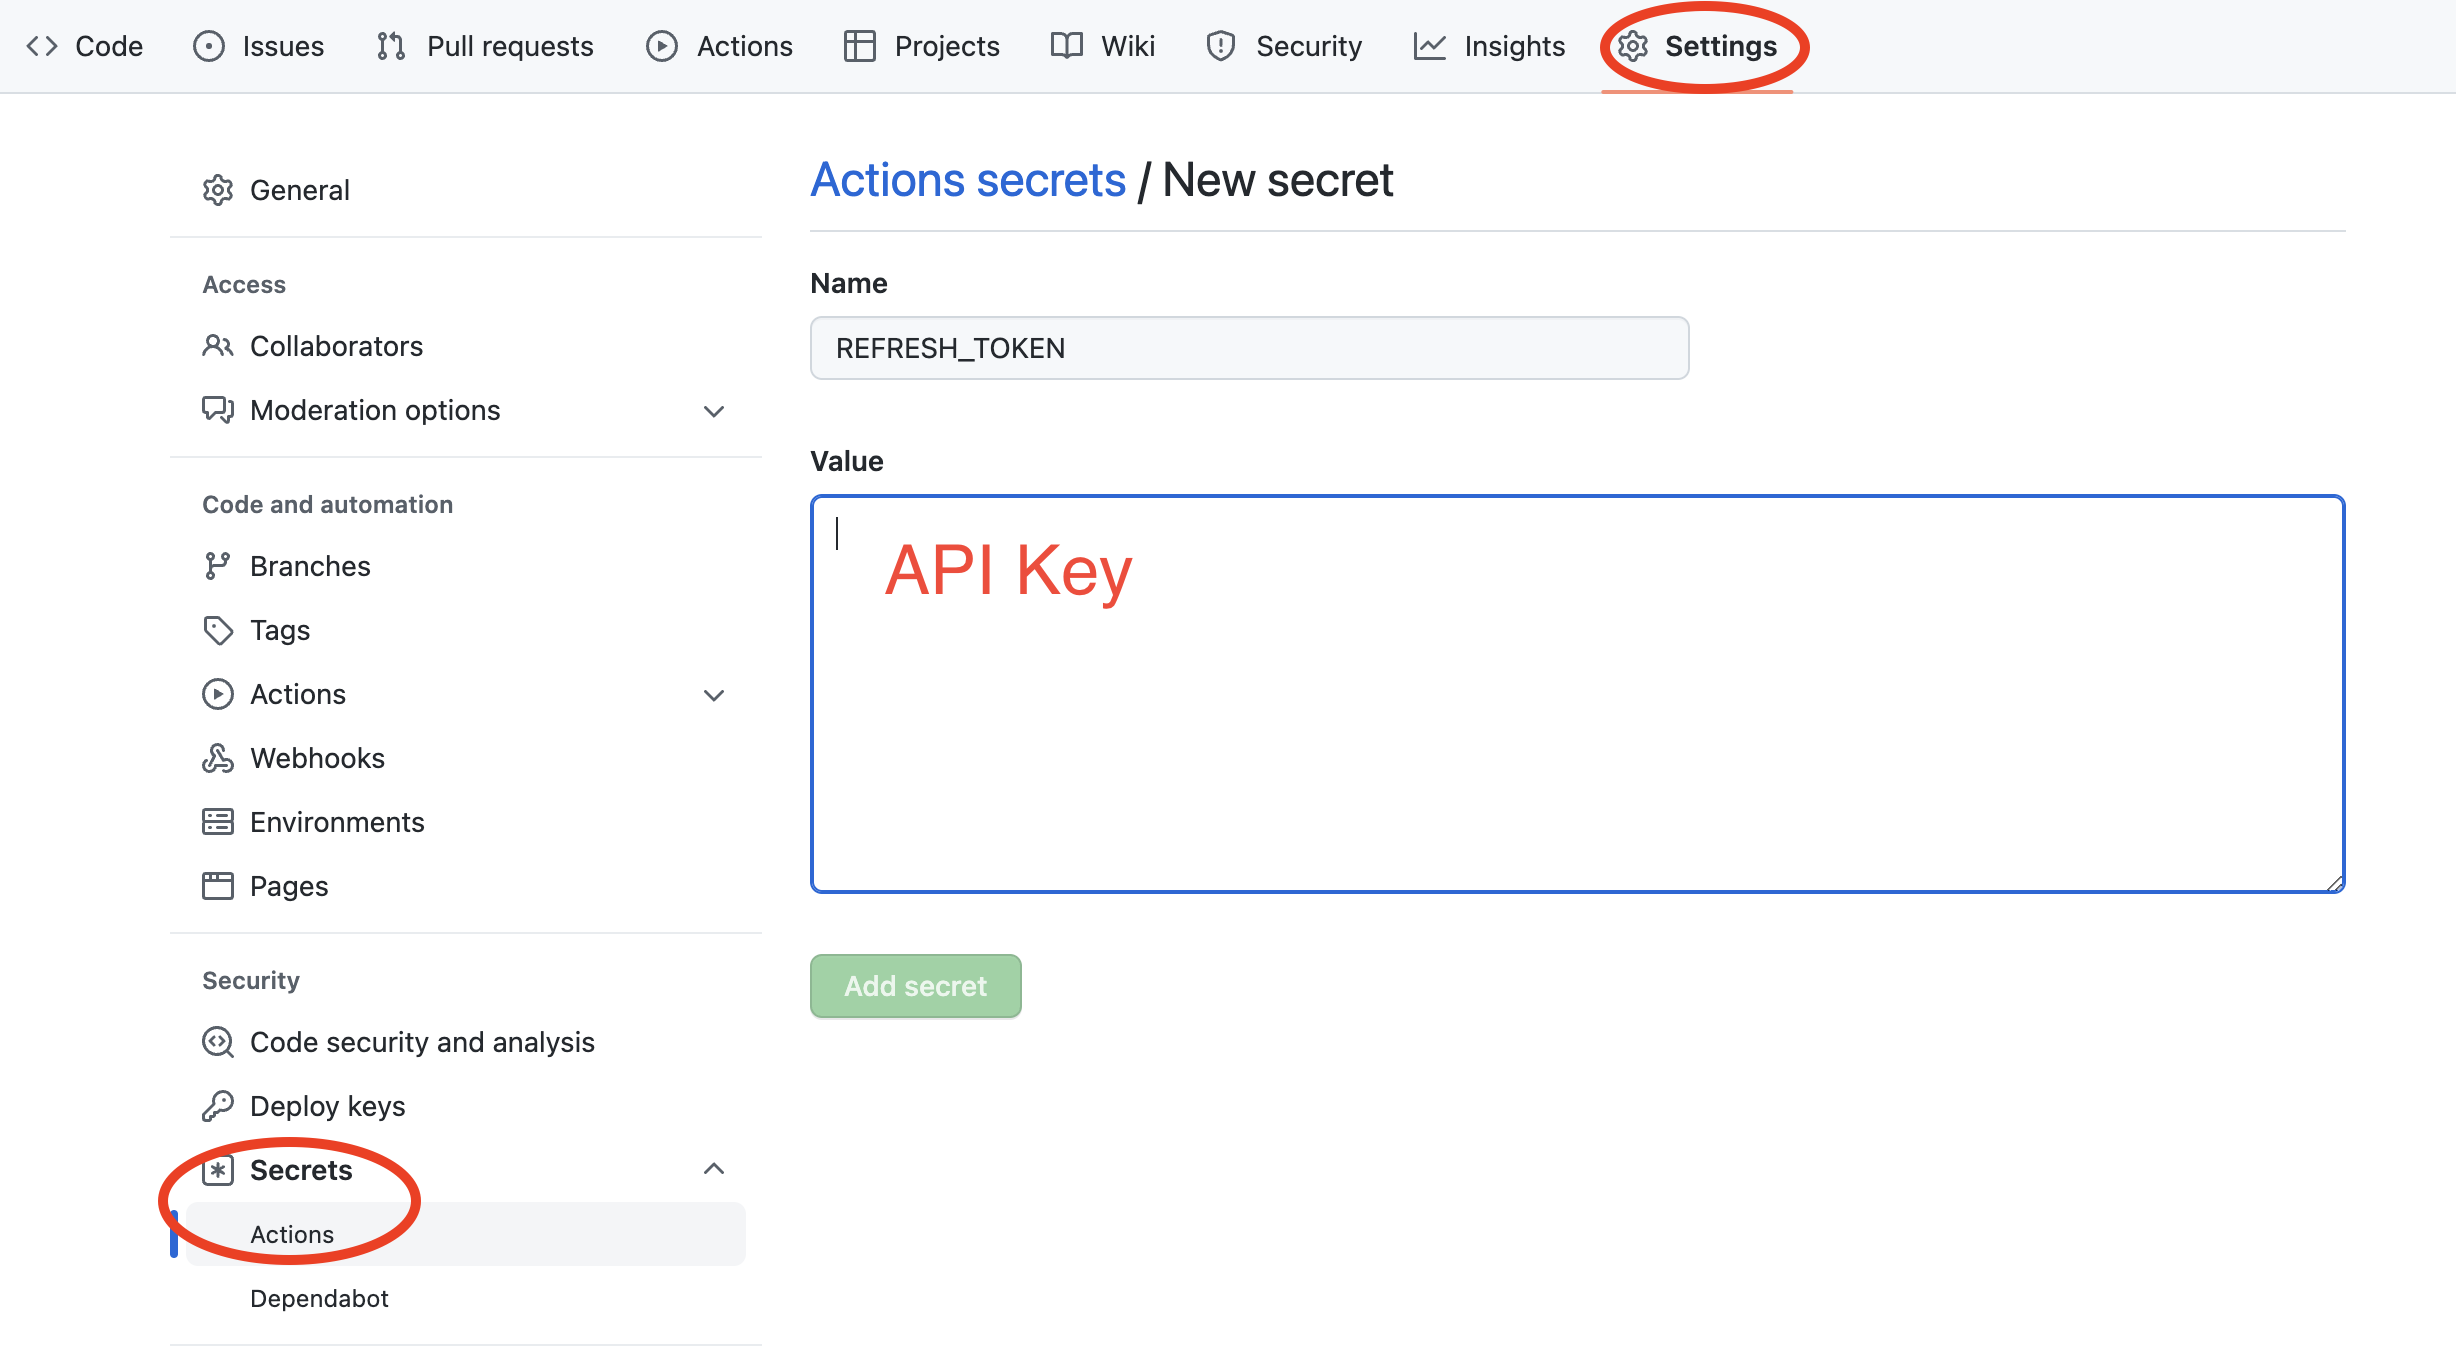 Code Issues Pull requests Actions Projects Wiki Security Insights Settings
General
Access
Collaborators
Moderation options
Code and automation
Branches
Tags
Actions
Webhooks
Environments
Pages
Security
Code security and analysis
Deploy keys
Secrets
Actions
Dependabot
Actions secrets / New secret
Name
REFRESH_TOKEN
Value
API Key
Add secret